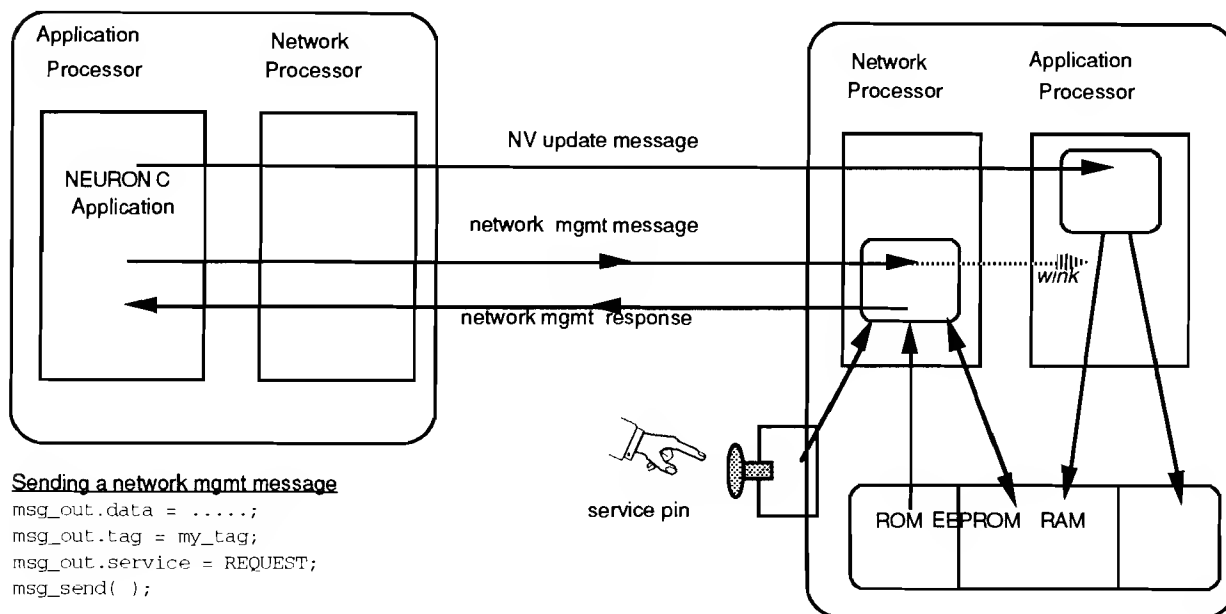 Application
Processor
Network
Processor
NEURON C
Application
NV update message
network mgmt message
network mgmt response
Network
Processor
Application
Processor
wink
service pin
ROM EEPROM RAM
Sending a network mgmt message
msg_out.data = .....;
msg_out.tag = my_tag;
msg_out.service = REQUEST;
msg_send( );